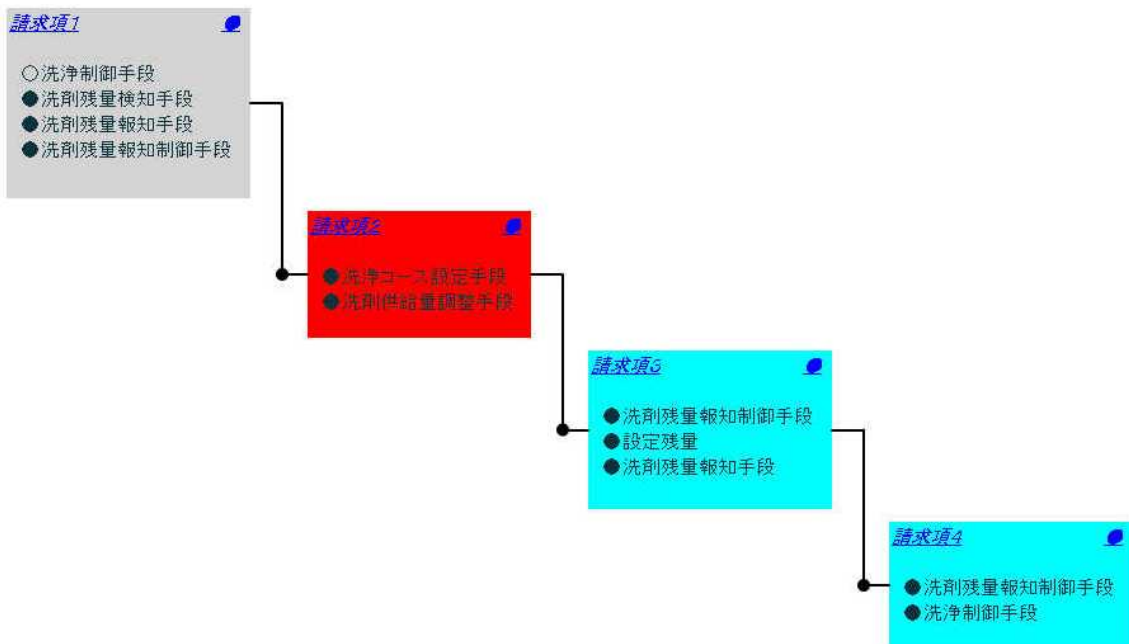 請求項1
○洗浄制御手段
●洗剤残量検知手段
●洗剤残量報知手段
●洗剤残量報知制御手段
請求項2
●洗浄コース設定手段
●洗剤供給量調整手段
請求項3
●洗剤残量報知制御手段
●設定残量
●洗剤残量報知手段
請求項4
●洗剤残量報知制御手段
●洗浄制御手段